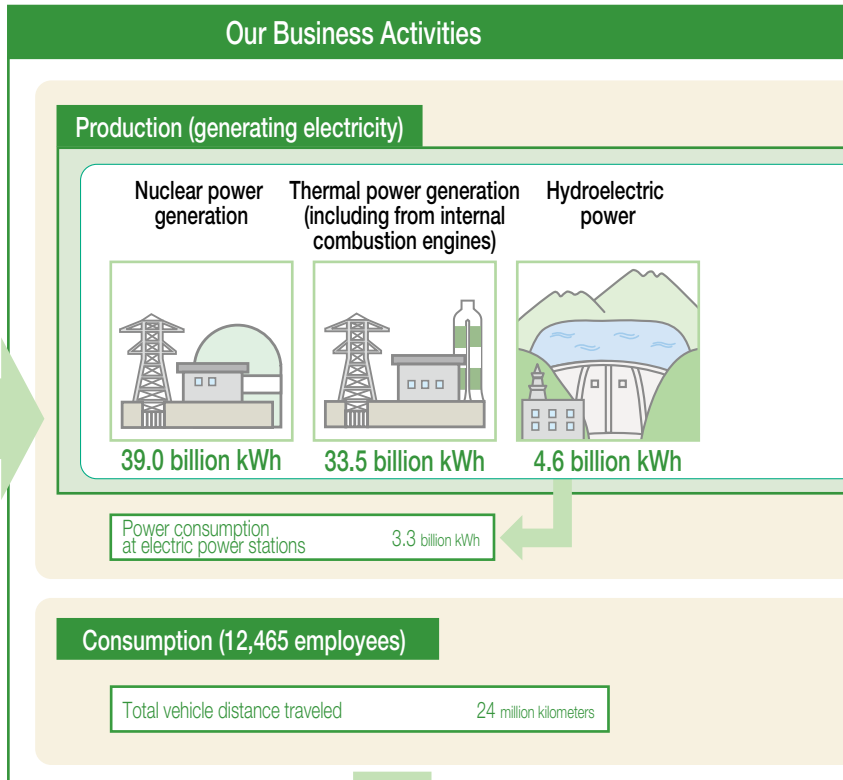 Our Business Activities
Production (generating electricity)
Nuclear power
generation
Thermal power generation
(including from internal
combustion engines)
Hydroelectric
power
39.0 billion kWh
33.5 billion kWh
4.6 billion kWh
Power consumption
at electric power stations
3.3 billion kWh
Consumption (12,465 employees)
Total vehicle distance traveled
24 million kilometers